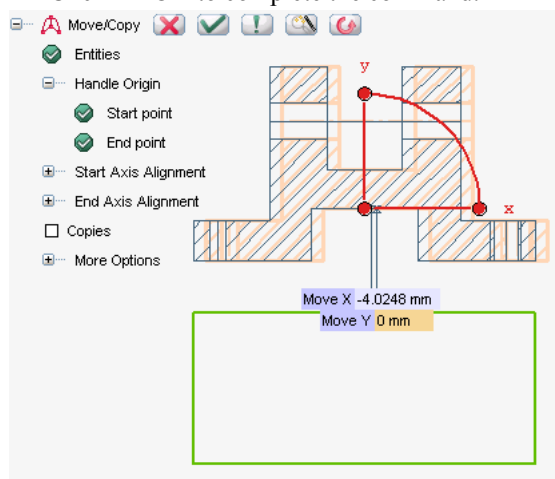 Move/Copy
Entities
Handle Origin
Start point
End point
Start Axis Alignment
End Axis Alignment
Copies
More Options
y
x
x
Move X -4.0248 mm
Move Y 0 mm